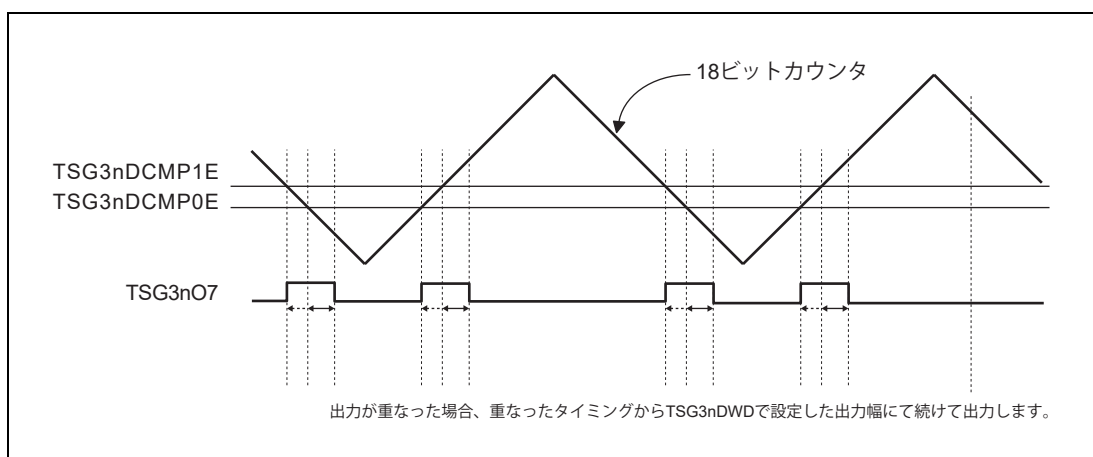 18ビットカウンタ
TSG3nDCMP1E
TSG3nDCMP0E
TSG3nO7
出力が重なった場合、重なったタイミングからTSG3nDWDで設定した出力幅にて続けて出力します。